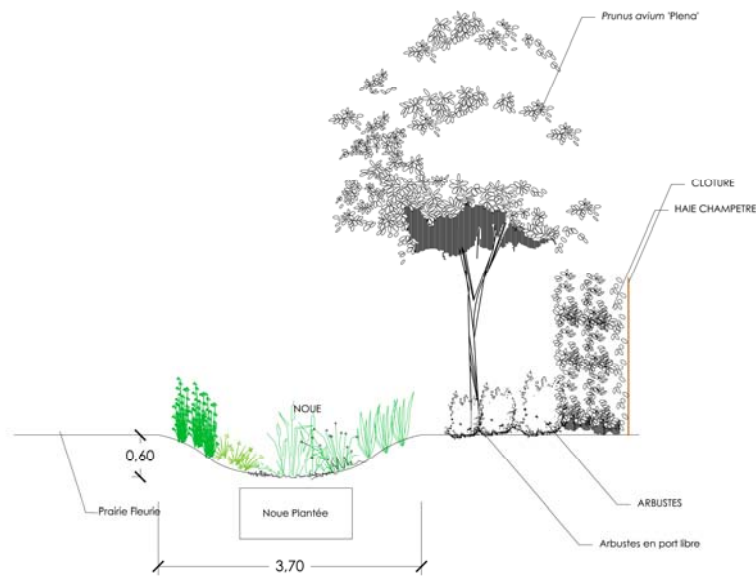 Prunus avium 'Plena'
CLOTURE
HAIE CHAMPETRE
NOUE
0,60
Prairie Fleurie
Noue Plantée
ARBUSTES
Arbustes en port libre
3,70